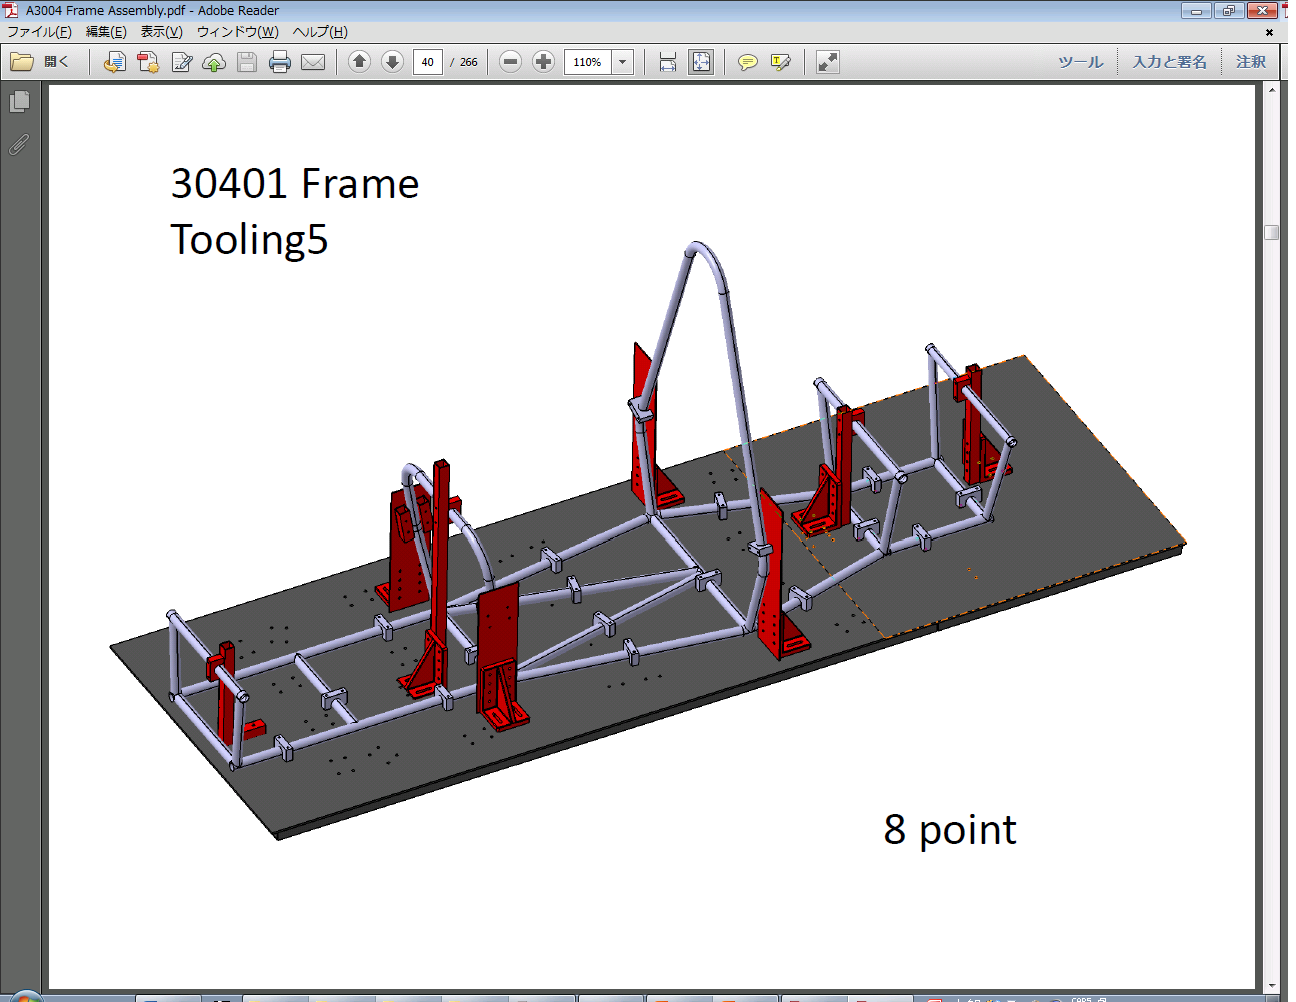 A3004 Frame Assembly.pdf - Adobe Reader
ファイル(F) 編集(E) 表示(V) ウィンドウ(W) ヘルプ(H)
開く 40 / 266 110% ツール 入力と署名 注釈
30401 Frame
Tooling5
8 point
CAPS